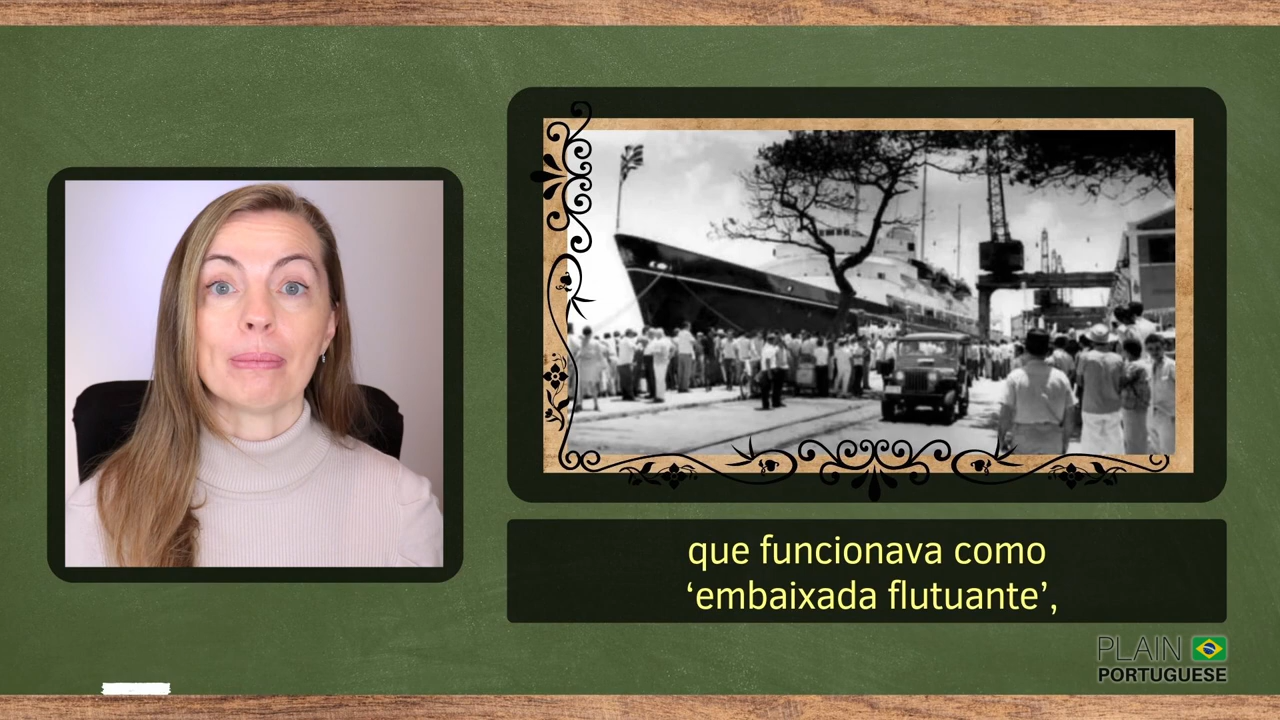 que funcionava como
‘embaixada flutuante’,
PLAIN
PORTUGUESE